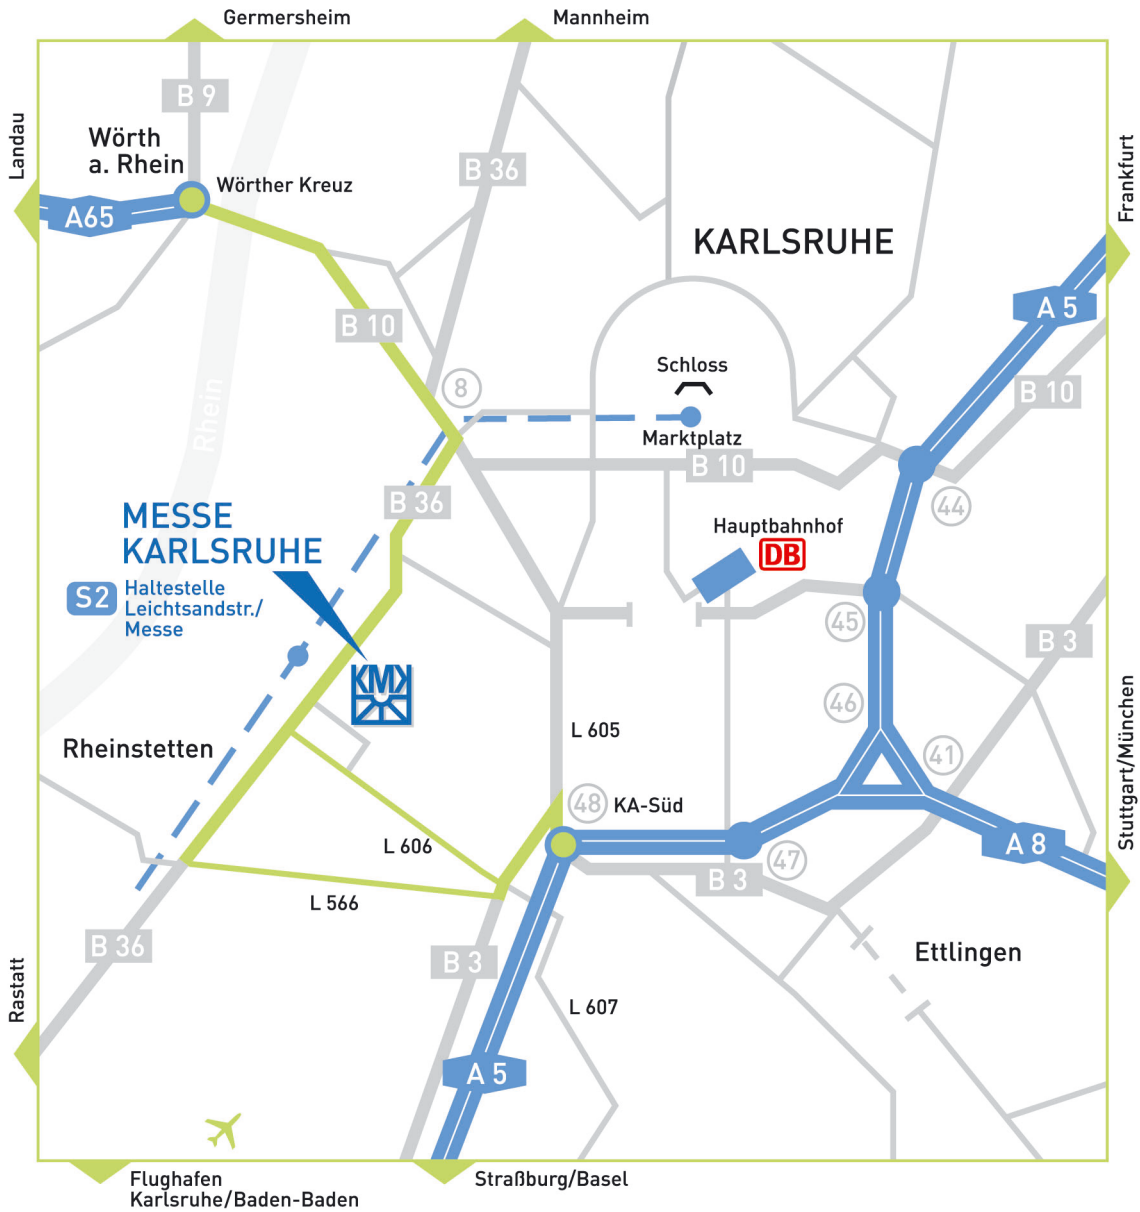 Germersheim
Mannheim
B 9
Landau
Wörth
a. Rhein
B 36
Wörther Kreuz
A65
Frankfurt
KARLSRUHE
A 5
B 10
Schloss
8
B 10
Rhein
Marktplatz
B 10
B 36
44
MESSE
KARLSRUHE
Hauptbahnhof
DB
S2
Haltestelle
Leichtsandstr./
Messe
45
B 3
KMK
46
L 605
Rheinstetten
41
Stuttgart/München
48
KA-Süd
L 606
A 8
47
B 3
L 566
B 36
B 3
Ettlingen
Rastatt
L 607
A 5
Flughafen
Karlsruhe/Baden-Baden
Straßburg/Basel